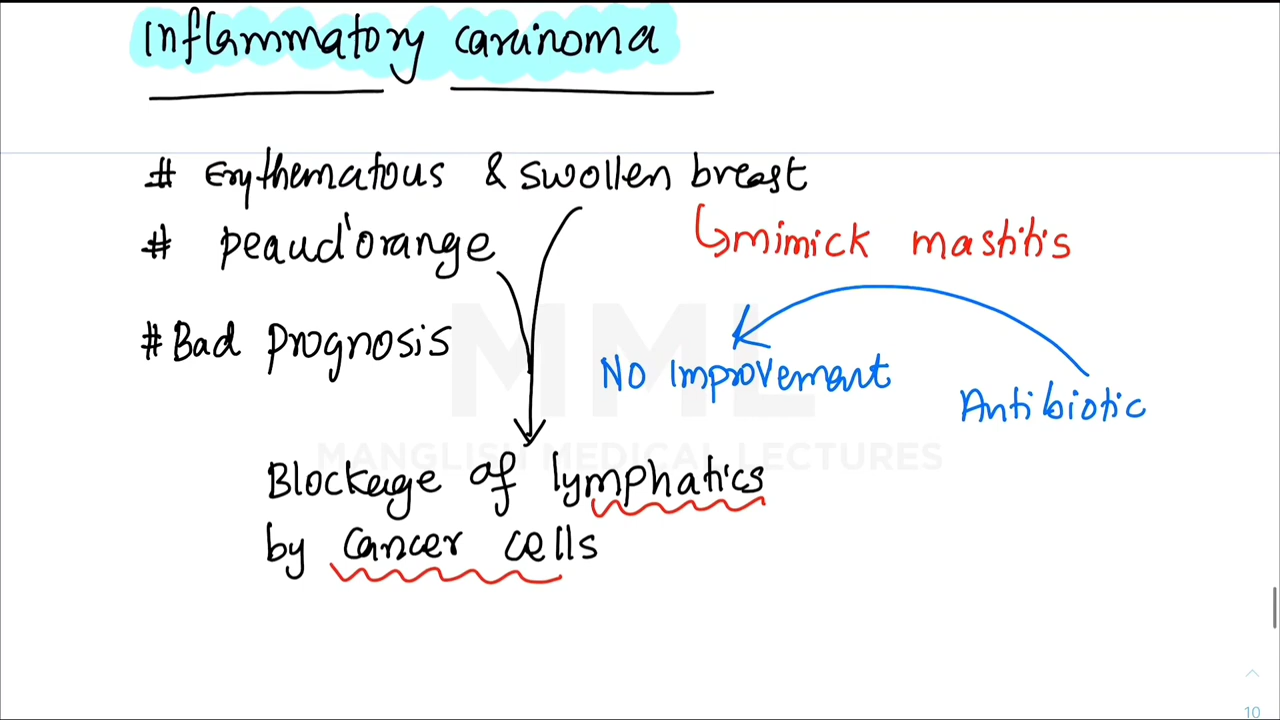 Inflammatory carcinoma
# Erythematous & swollen breast
# peaud'orange
↳mimick mastitis
# Bad prognosis
No Improvement
Antibiotic
MML
MANGLISH MEDICAL LECTURES
Blockage of lymphatics
by cancer cells
10